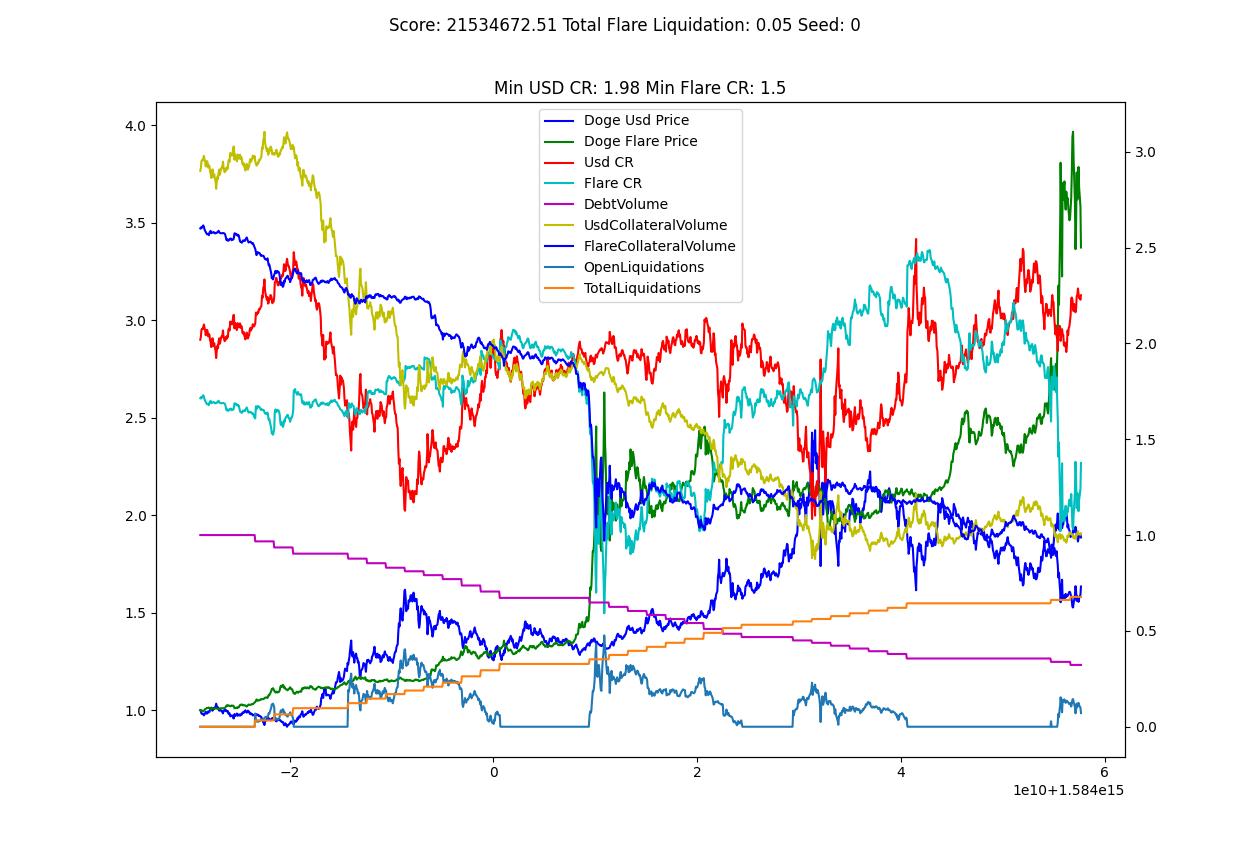 Score: 21534672.51 Total Flare Liquidation: 0.05 Seed: 0
Min USD CR: 1.98 Min Flare CR: 1.5
Doge Usd Price
Doge Flare Price
Usd CR
Flare CR
DebtVolume
UsdCollateralVolume
FlareCollateralVolume
OpenLiquidations
TotalLiquidations
4.0
3.5
3.0
2.5
2.0
1.5
1.0
3.0
2.5
2.0
1.5
1.0
0.5
0.0
−2
0
2
4
6
1e10+1.584e15